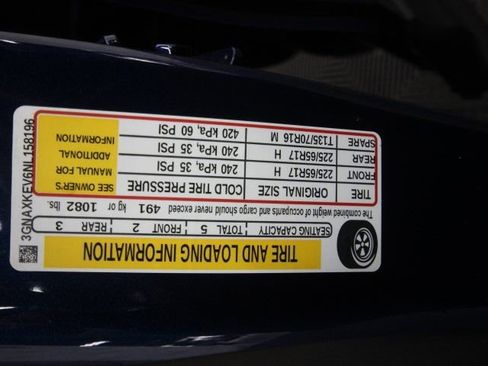 TIRE AND LOADING INFORMATION
SEATING CAPACITY TOTAL 5 FRONT 2 REAR 3
The combined weight of occupants and cargo should never exceed 491 kg or 1082 lbs.
TIRE ORIGINAL SIZE COLD TIRE PRESSURE
FRONT 225/65R17 H 240 kPa, 35 PSI
REAR 225/65R17 H 240 kPa, 35 PSI
SPARE T135/70R16 M 420 kPa, 60 PSI
SEE OWNER'S
MANUAL FOR
ADDITIONAL
INFORMATION
3GNAXKEV6NL158196